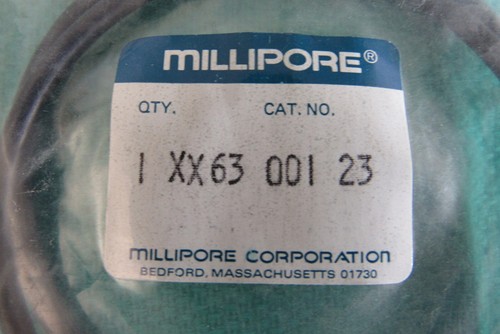 MILLIPORE®
QTY. CAT. NO.
1 XX63 001 23
MILLIPORE CORPORATION
BEDFORD, MASSACHUSETTS 01730